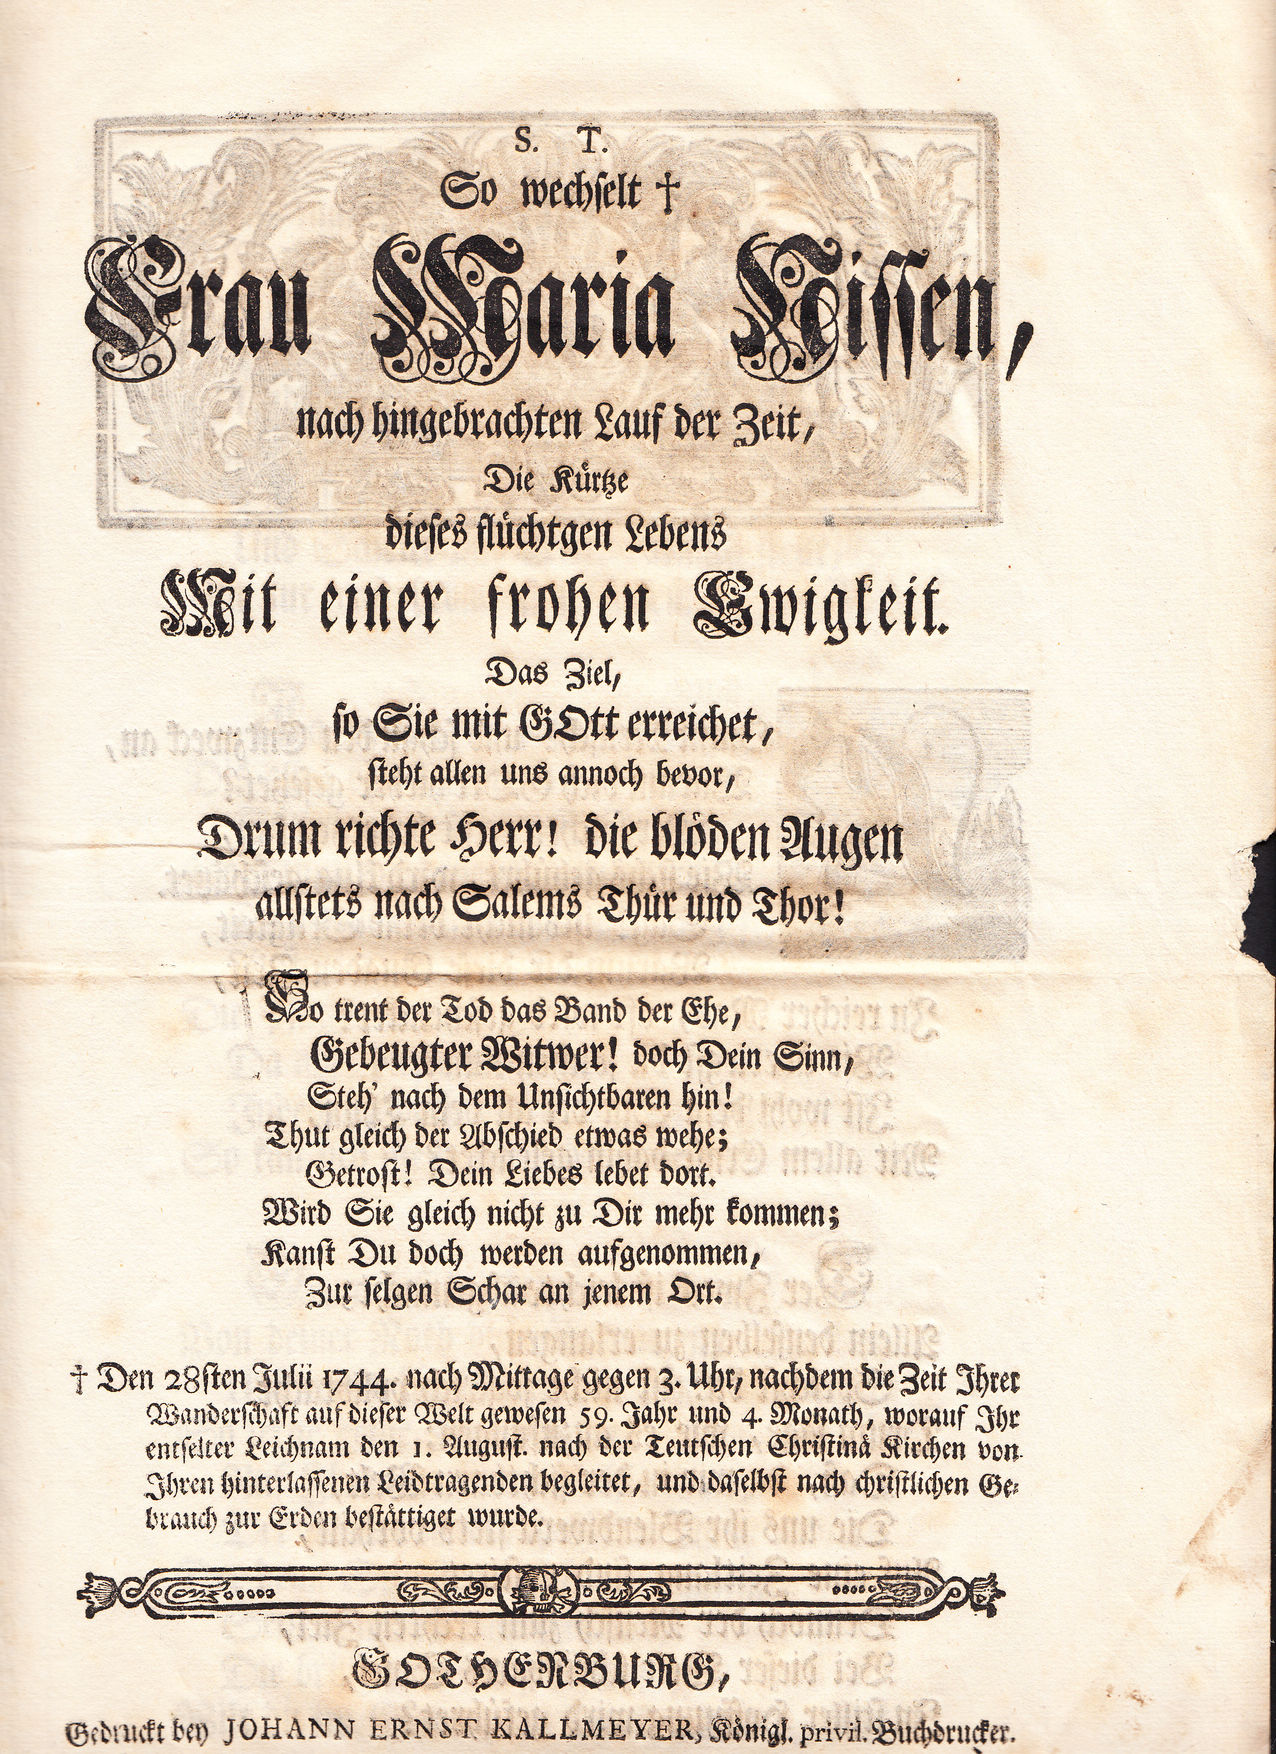 S. T.
So wechselt †
Frau Maria Nissen,
nach hingebrachten Lauf der Zeit,
Die Kürtze
dieses flüchtgen Lebens
Mit einer frohen Ewigkeit.
Das Ziel,
so Sie mit GOtt erreichet,
steht allen uns annoch bevor,
Drum richte Herr! die blöden Augen
allstets nach Salems Thür und Thor!
So trent der Tod das Band der Ehe,
Gebeugter Witwer! doch Dein Sinn,
Steh' nach dem Unsichtbaren hin!
Thut gleich der Abschied etwas wehe;
Getrost! Dein Liebes lebet dort.
Wird Sie gleich nicht zu Dir mehr kommen;
Kanst Du doch werden aufgenommen,
Zur selgen Schar an jenem Ort.
† Den 28sten Julii 1744. nach Mittage gegen 3. Uhr, nachdem die Zeit Ihrer
Wanderschaft auf dieser Welt gewesen 59. Jahr und 4. Monath, worauf Ihr
entselter Leichnam den 1. August. nach der Teutschen Christinä Kirchen von
Ihren hinterlassenen Leidtragenden begleitet, und daselbst nach christlichen Ge-
brauch zur Erden bestättiget wurde.
GOTHENBURG,
Gedruckt bey JOHANN ERNST KALLMEYER, Königl. privil. Buchdrucker.